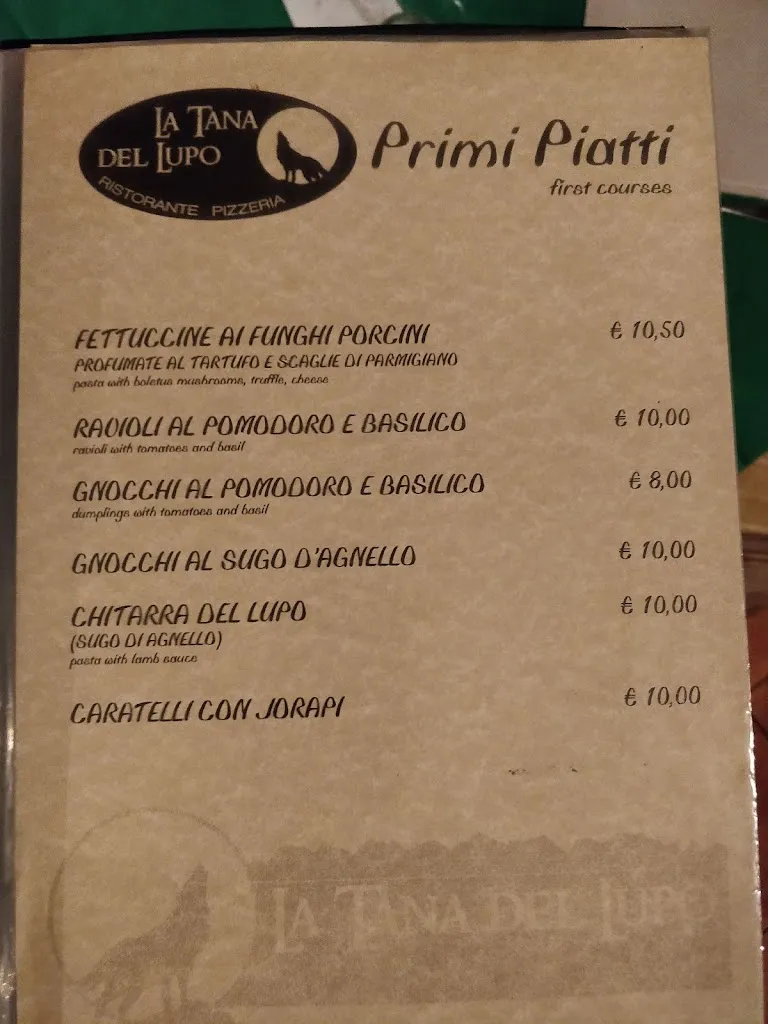 LA TANA
DEL LUPO
RISTORANTE PIZZERIA
Primi Piatti
first courses
FETTUCCINE AI FUNGHI PORCINI € 10,50
PROFUMATE AL TARTUFO E SCAGLIE DI PARMIGIANO
pasta with boletus mushrooms, truffle, cheese
RAVIOLI AL POMODORO E BASILICO € 10,00
ravioli with tomatoes and basil
GNOCCHI AL POMODORO E BASILICO € 8,00
dumplings with tomatoes and basil
GNOCCHI AL SUGO D'AGNELLO € 10,00
CHITARRA DEL LUPO € 10,00
(SUGO DI AGNELLO)
pasta with lamb sauce
CARATELLI CON JORAPI € 10,00
LA TANA DEL LUPO